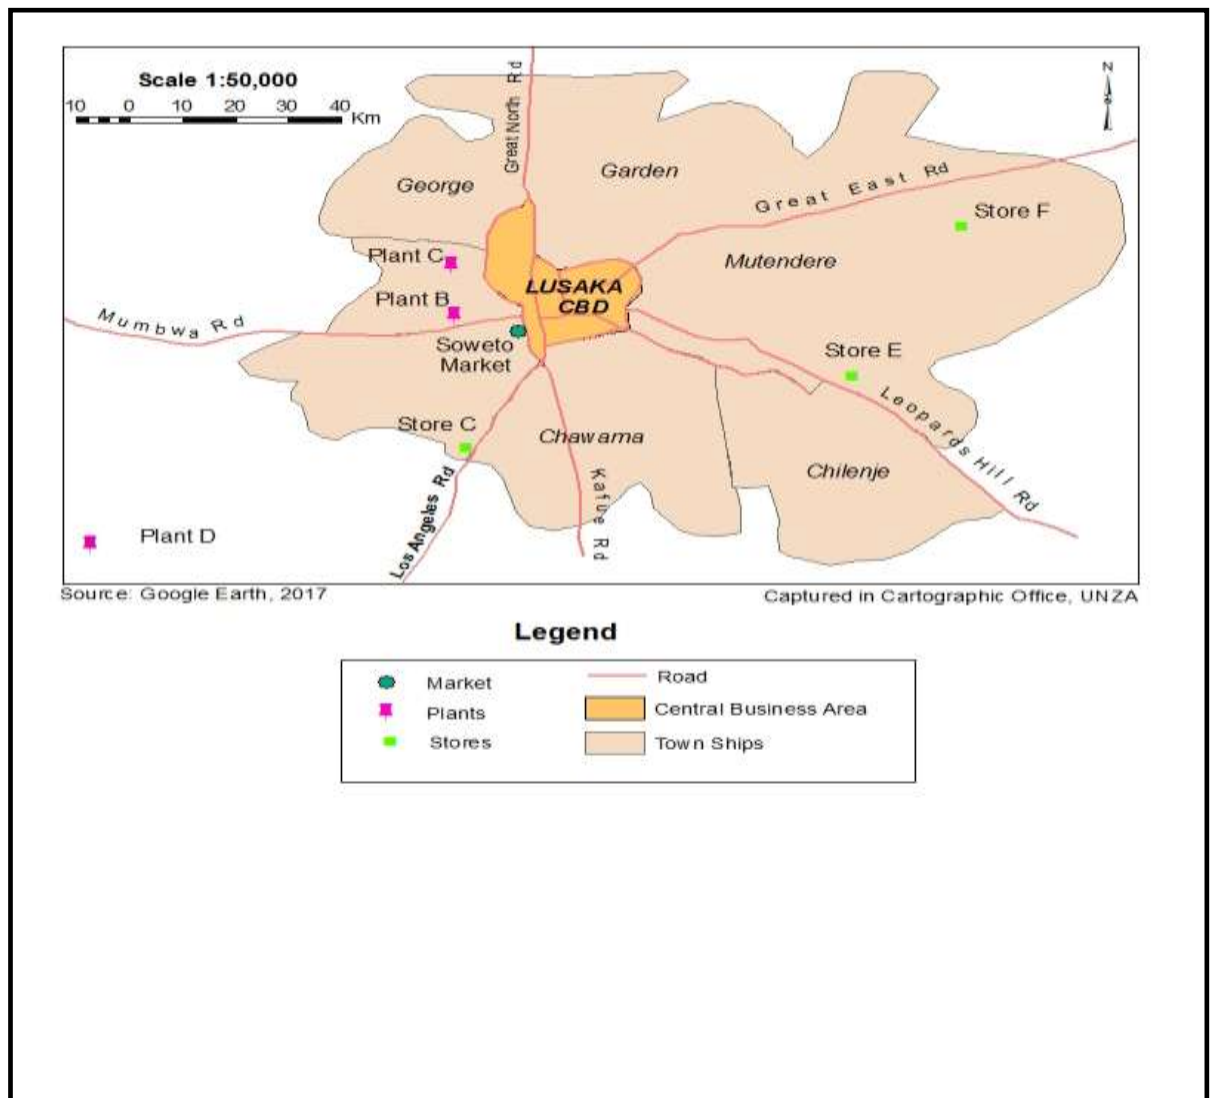 Scale 1:50,000
10 0 10 20 30 40 Km
Great North Rd
N
George
Garden
Great East Rd
Store F
Plant C
Mutendere
LUSAKA
CBD
Plant B
Mumbwa Rd
Soweto
Market
Store E
Leopards Hill Rd
Store C
Chawama
Chilenje
Kafue Rd
Los Angeles Rd
Plant D
Source: Google Earth, 2017
Captured in Cartographic Office, UNZA
Legend
Market
Plants
Stores
Road
Central Business Area
Town Ships